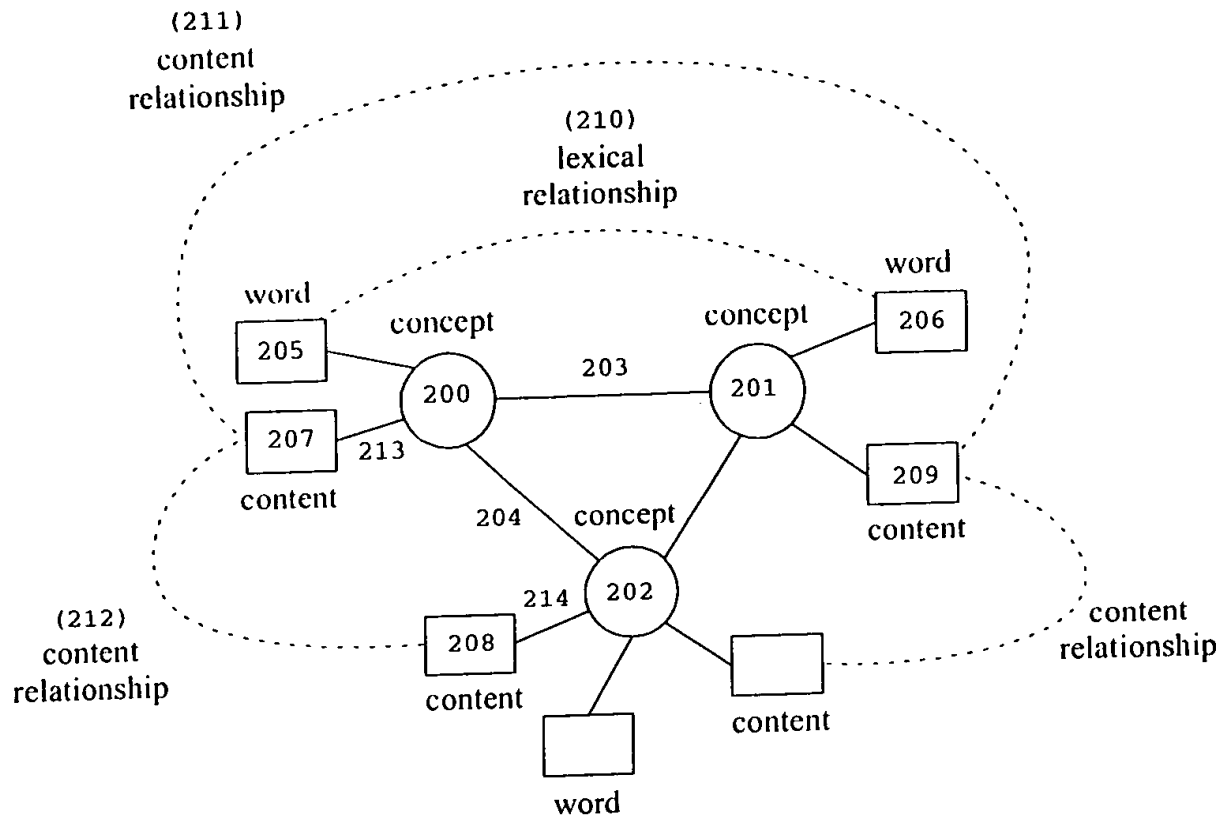 (211)
content
relationship
(210)
lexical
relationship
word
205
concept
200
203
concept
201
word
206
207
213
content
204
concept
202
209
content
(212)
content
relationship
214
208
content
word
content
content
relationship